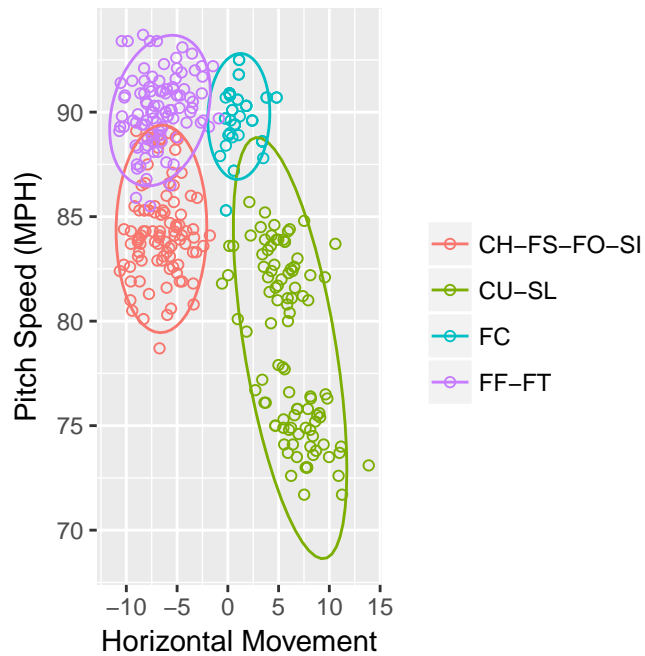 90
85
80
75
70
−10 −5 0 5 10 15
Horizontal Movement
Pitch Speed (MPH)
CH−FS−FO−SI
CU−SL
FC
FF−FT